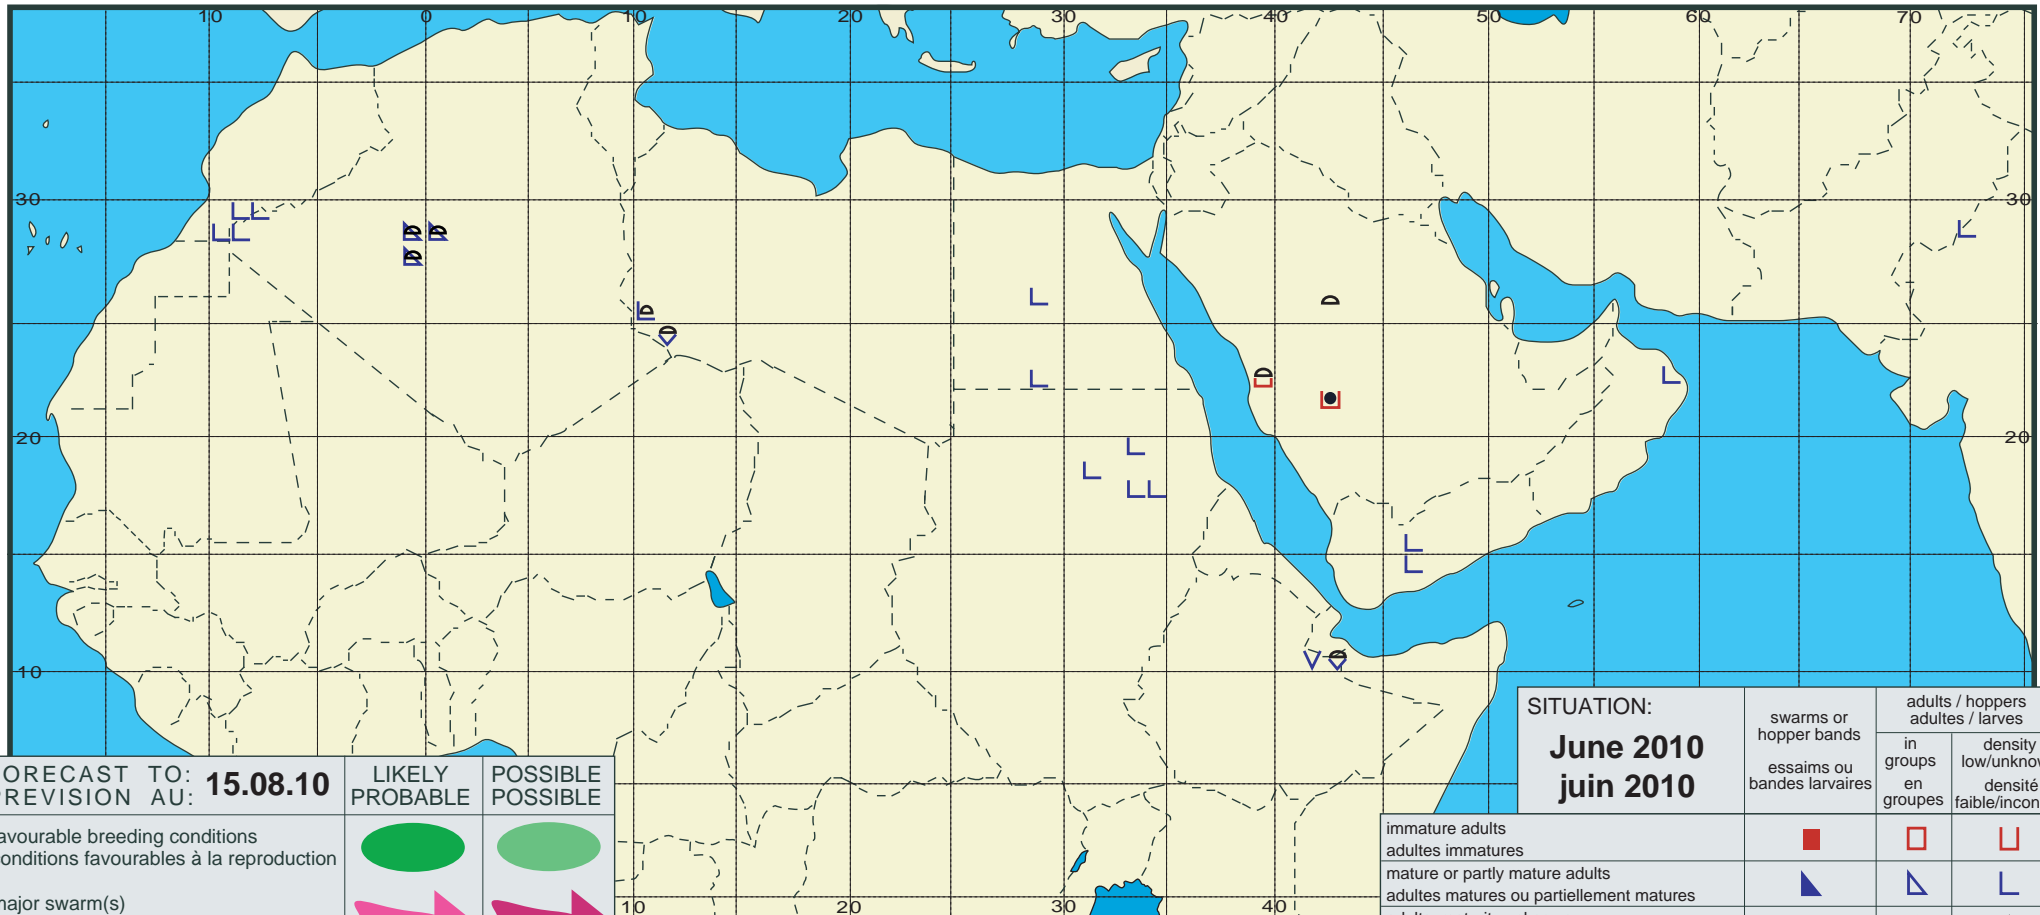 10 0 10 20 30 40 50 60 70
30 30
20 20
10
SITUATION:
June 2010
juin 2010
swarms or
hopper bands
essaims ou
bandes larvaires
adults / hoppers
adultes / larves
in
groups
en
groupes
density
low/unknow
densité
faible/incon
immature adults
adultes immatures
mature or partly mature adults
adultes matures ou partiellement matures
ORECAST TO:
REVISION AU:
15.08.10
LIKELY
PROBABLE
POSSIBLE
POSSIBLE
avourable breeding conditions
onditions favourables à la reproduction
major swarm(s)
10 20 30 40